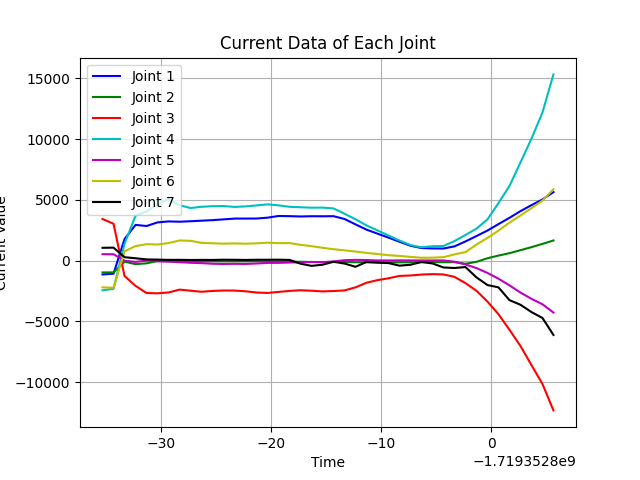 Current Data of Each Joint
Joint 1
Joint 2
Joint 3
Joint 4
Joint 5
Joint 6
Joint 7
15000
10000
5000
0
−5000
−10000
Current Value
−30
−20
−10
0
Time
−1.7193528e9